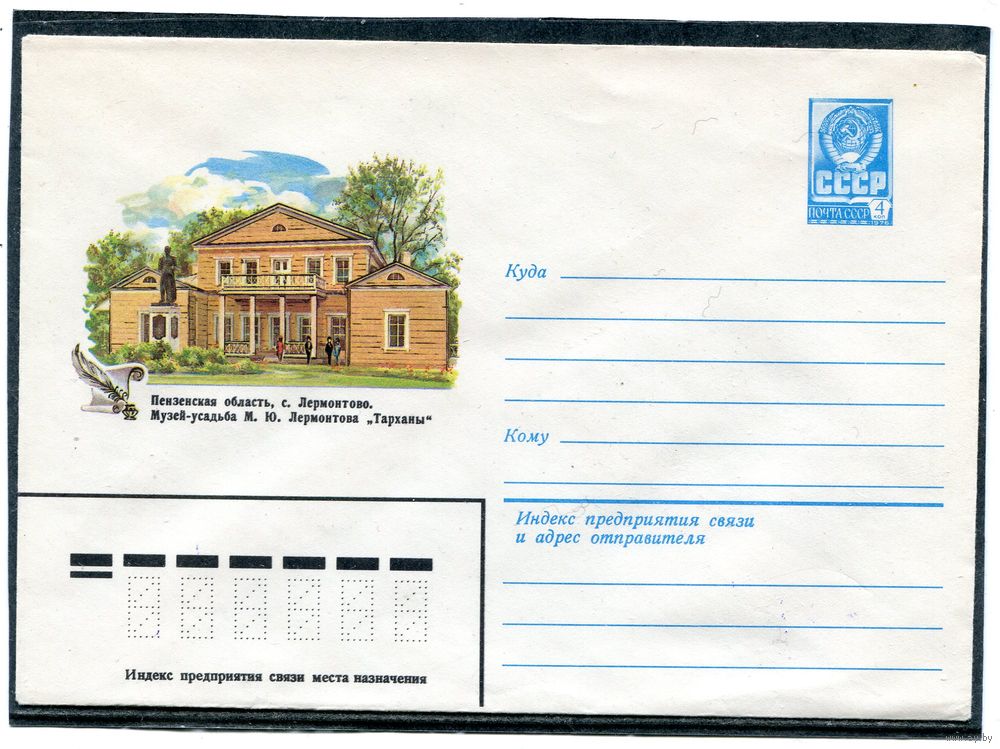 СССР
ПОЧТА СССР 4 КОП
1976
Куда
Пензенская область, с. Лермонтово.
Музей-усадьба М. Ю. Лермонтова „Тарханы“
Кому
Индекс предприятия связи
и адрес отправителя
Индекс предприятия связи места назначения